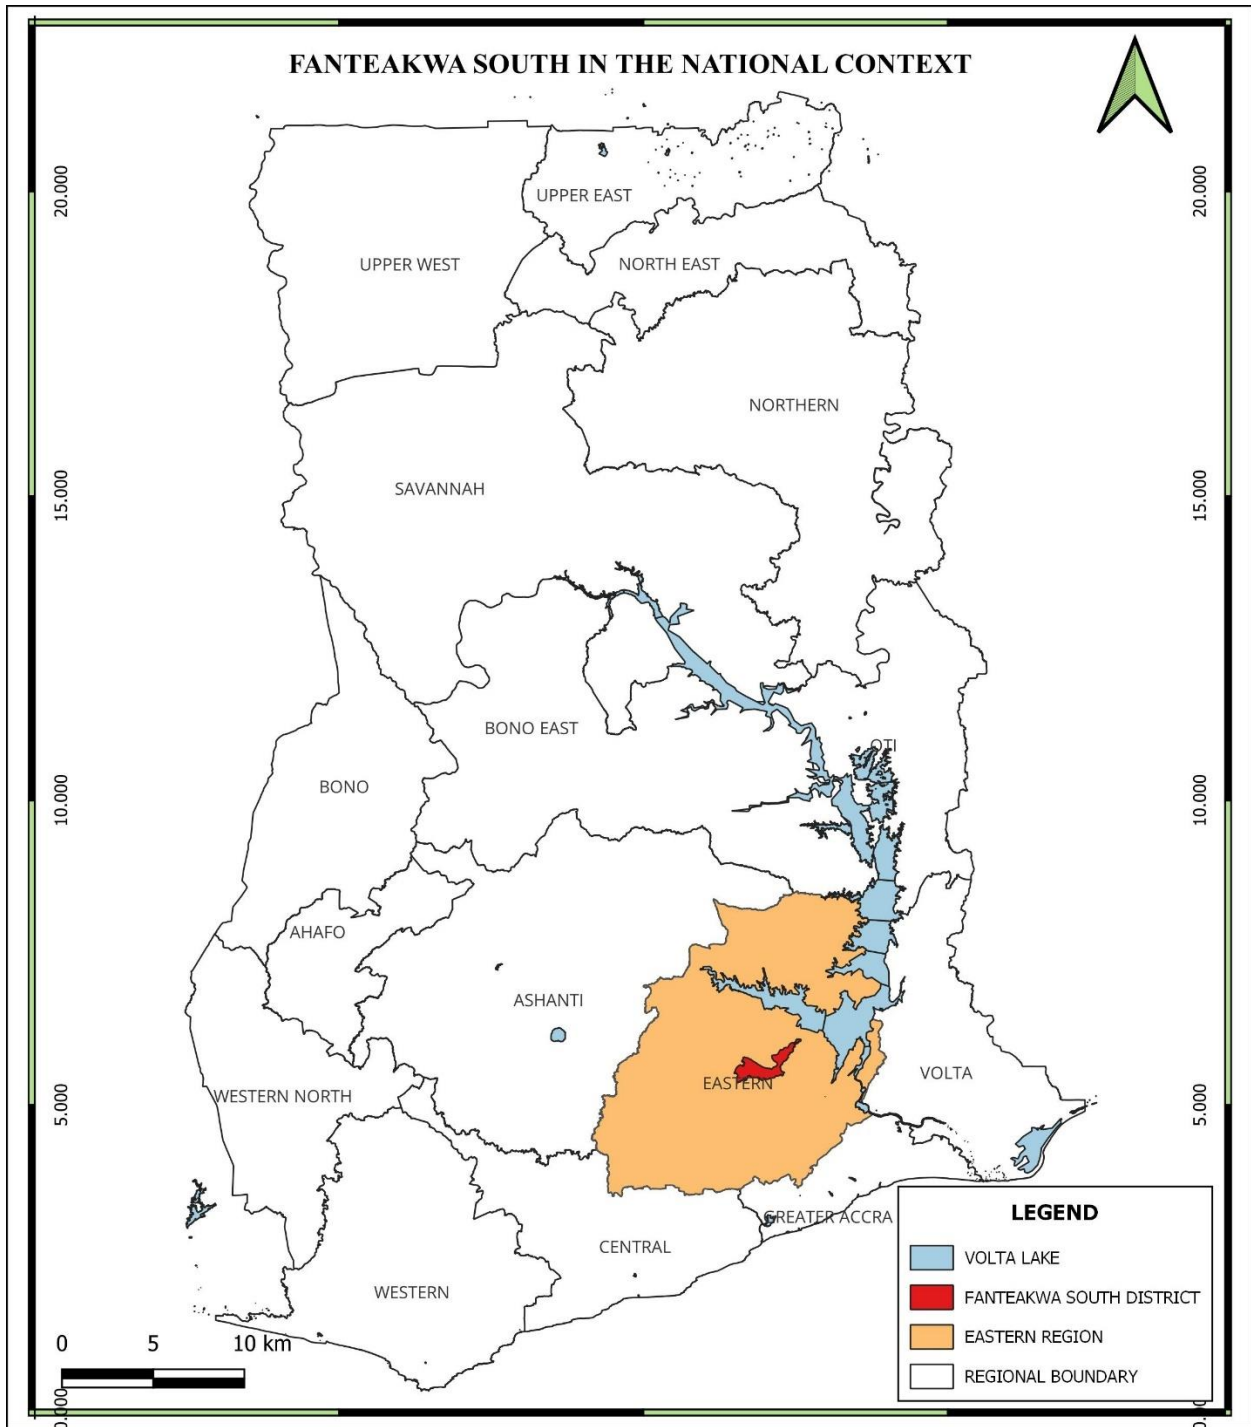 FANTEAKWA SOUTH IN THE NATIONAL CONTEXT
20.000
20.000
UPPER EAST
UPPER WEST
NORTH EAST
NORTHERN
15.000
15.000
SAVANNAH
BONO EAST
OTI
BONO
10.000
10.000
AHAFO
ASHANTI
EASTERN
VOLTA
WESTERN NORTH
5.000
5.000
GREATER ACCRA
CENTRAL
WESTERN
LEGEND
VOLTA LAKE
FANTEAKWA SOUTH DISTRICT
EASTERN REGION
REGIONAL BOUNDARY
0 5 10 km